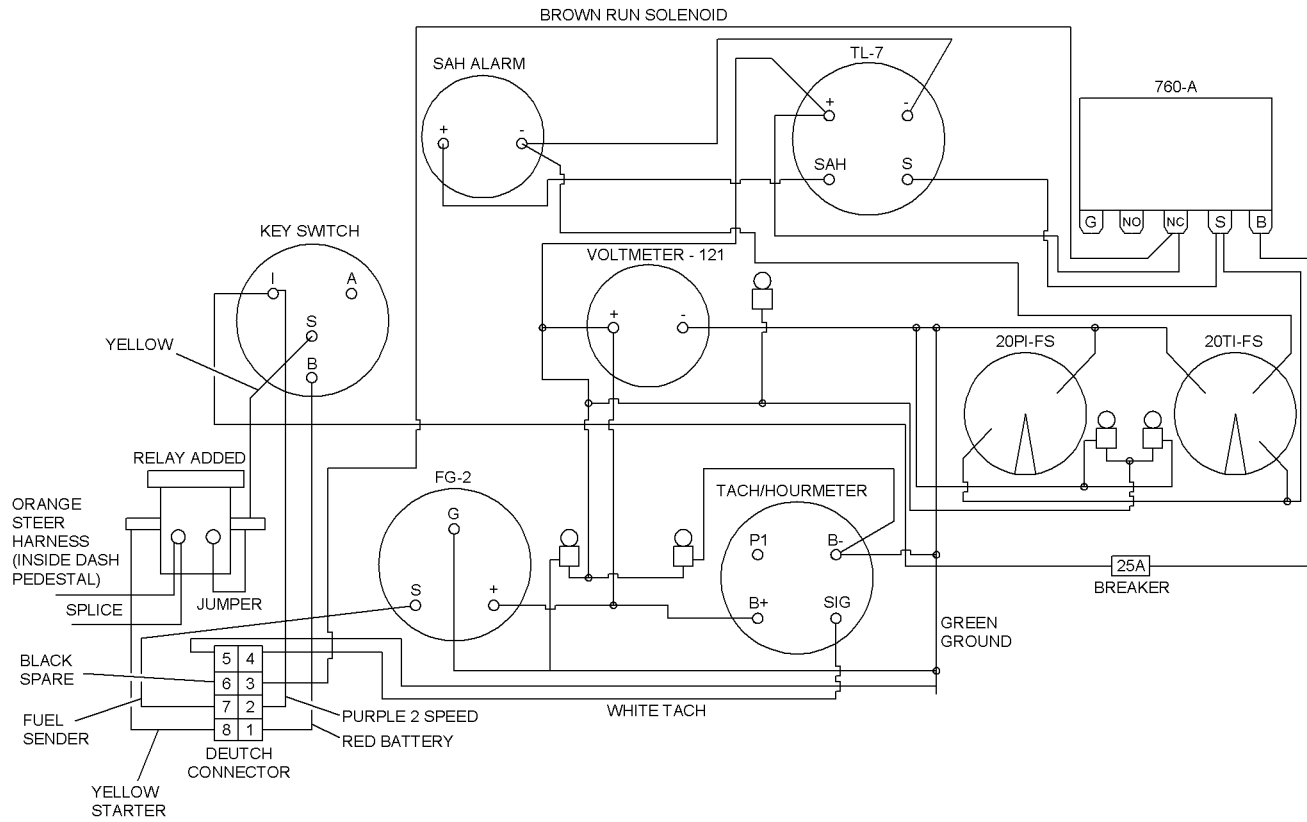 BROWN RUN SOLENOID
SAH ALARM
+
-
TL-7
+
-
SAH
S
760-A
G
NO
NC
S
B
KEY SWITCH
I
A
S
B
YELLOW
VOLTMETER - 121
+
-
20PI-FS
20TI-FS
RELAY ADDED
ORANGE
STEER
HARNESS
(INSIDE DASH
PEDESTAL)
SPLICE
JUMPER
FG-2
G
S
+
TACH/HOURMETER
P1
B-
B+
SIG
25A
BREAKER
GREEN
GROUND
BLACK
SPARE
5
4
6
3
7
2
8
1
FUEL
SENDER
PURPLE 2 SPEED
WHITE TACH
RED BATTERY
DEUTCH
CONNECTOR
YELLOW
STARTER